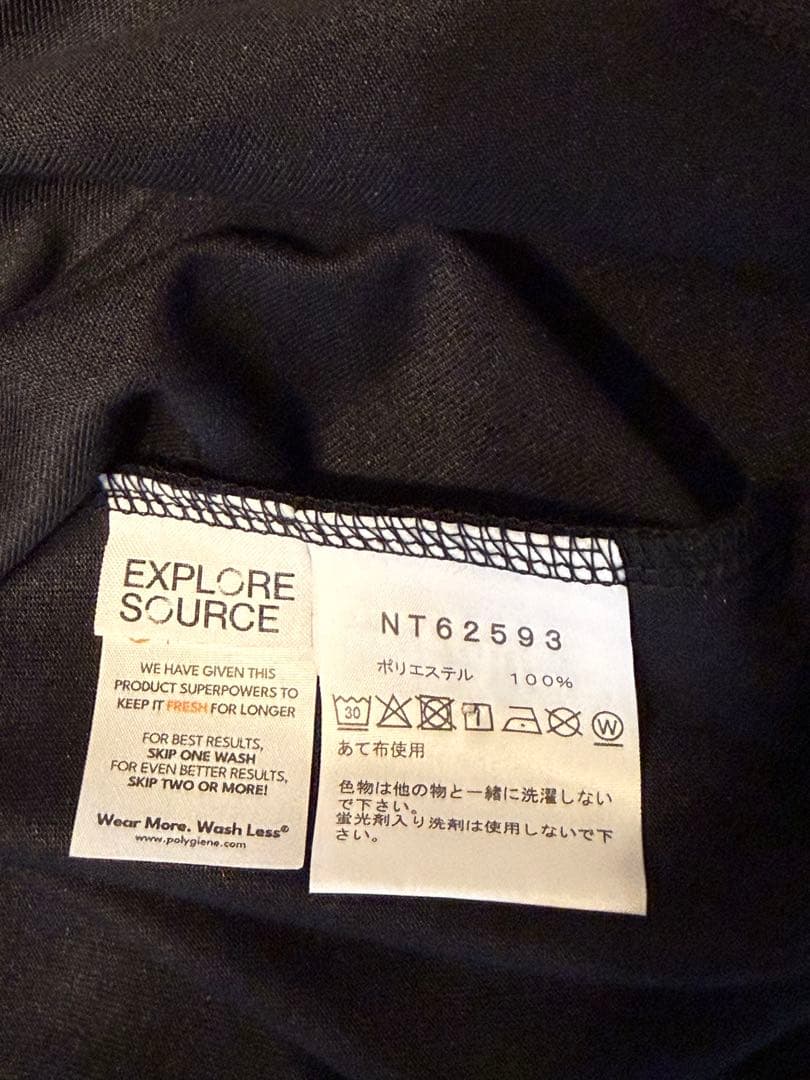 EXPLORE
SOURCE
WE HAVE GIVEN THIS
PRODUCT SUPERPOWERS TO
KEEP IT FRESH FOR LONGER
FOR BEST RESULTS,
SKIP ONE WASH
FOR EVEN BETTER RESULTS,
SKIP TWO OR MORE!
Wear More. Wash Less®
www.polygiene.com
NT62593
ポリエステル 100%
30
W
あて布使用
色物は他の物と一緒に洗濯しない
で下さい。
蛍光剤入り洗剤は使用しないで下
さい。